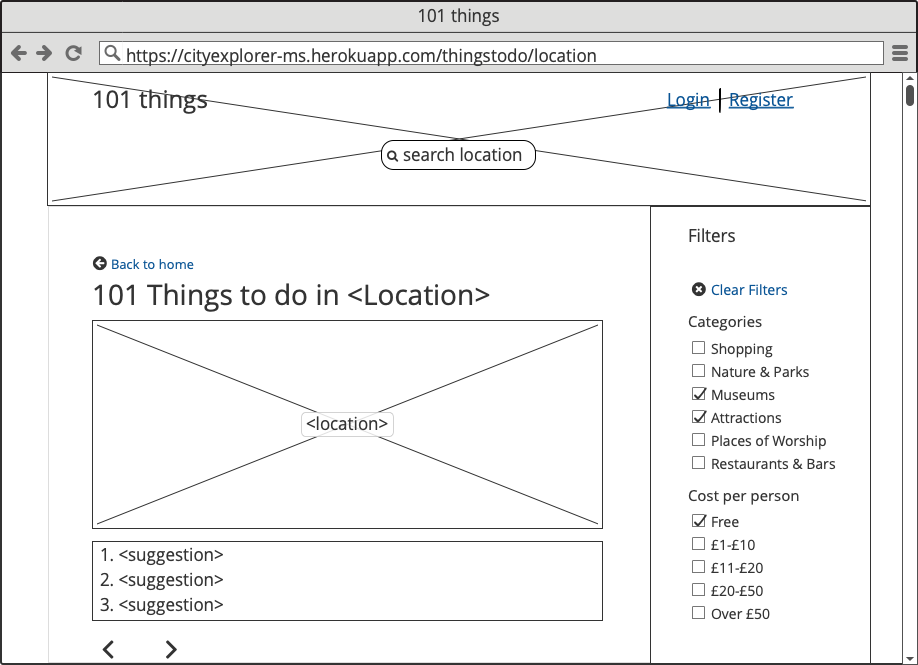 101 things
https://cityexplorer-ms.herokuapp.com/thingstodo/location
101 things
Login | Register
search location
Back to home
101 Things to do in <Location>
<location>
1. <suggestion>
2. <suggestion>
3. <suggestion>
Filters
Clear Filters
Categories
Shopping
Nature & Parks
Museums
Attractions
Places of Worship
Restaurants & Bars
Cost per person
Free
£1-£10
£11-£20
£20-£50
Over £50